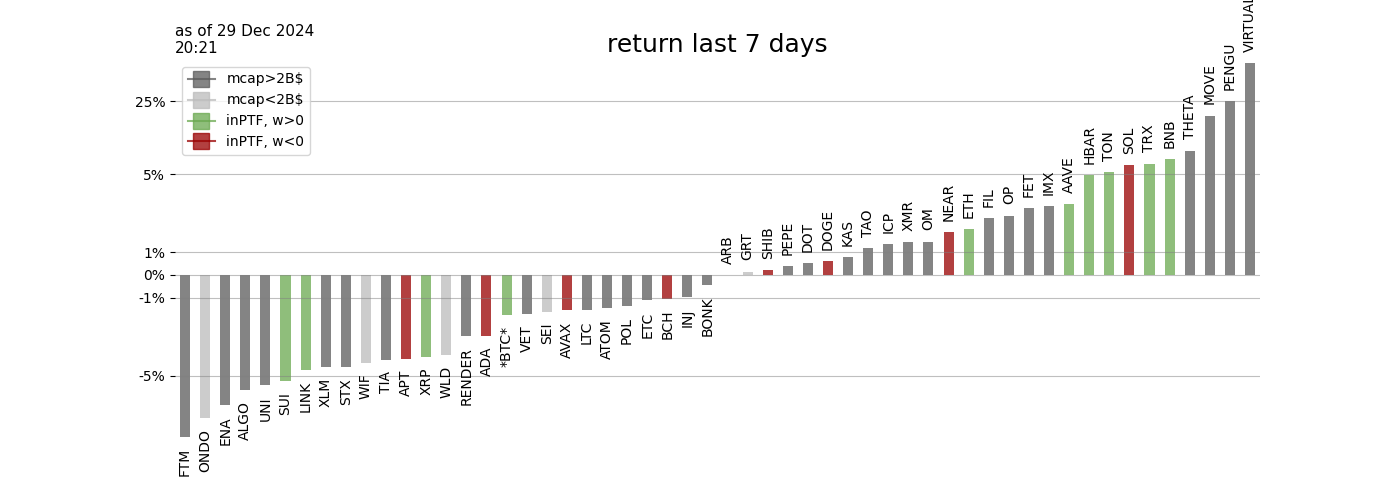 as of 29 Dec 2024
20:21
return last 7 days
mcap>2B$
mcap<2B$
inPTF, w>0
inPTF, w<0
25%
5%
1%
0%
-1%
-5%
FTM
ONDO
ENA
ALGO
UNI
SUI
LINK
XLM
STX
WIF
TIA
APT
XRP
WLD
RENDER
ADA
*BTC*
VET
SEI
AVAX
LTC
ATOM
POL
ETC
BCH
INJ
BONK
ARB
GRT
SHIB
PEPE
DOT
DOGE
KAS
TAO
ICP
XMR
OM
NEAR
ETH
FIL
OP
FET
IMX
AAVE
HBAR
TON
SOL
TRX
BNB
THETA
MOVE
PENGU
VIRTUAL